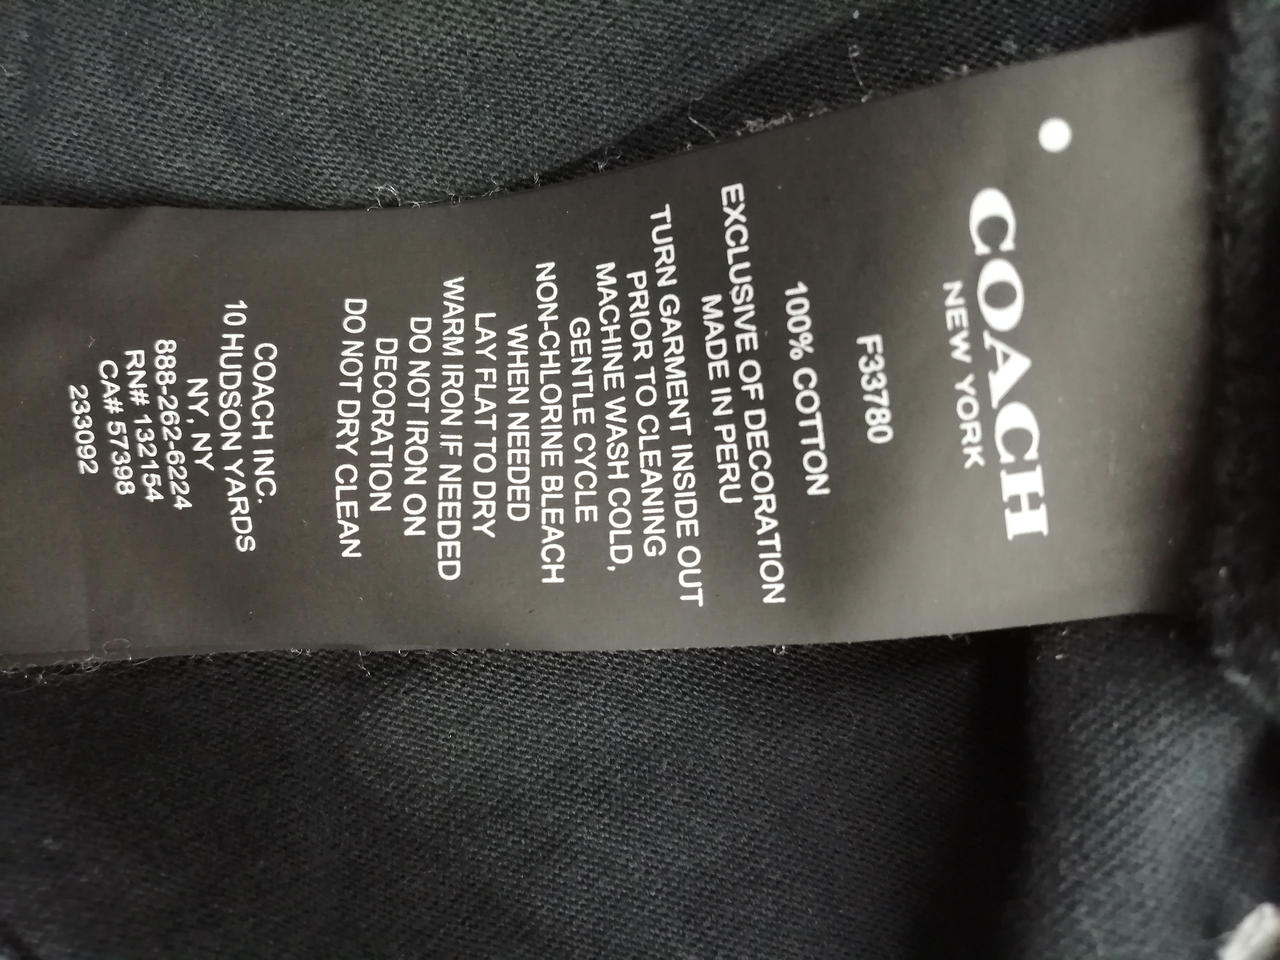 COACH
NEW YORK
F33780
100% COTTON
EXCLUSIVE OF DECORATION
MADE IN PERU
TURN GARMENT INSIDE OUT
PRIOR TO CLEANING
MACHINE WASH COLD,
GENTLE CYCLE
NON-CHLORINE BLEACH
WHEN NEEDED
LAY FLAT TO DRY
WARM IRON IF NEEDED
DO NOT IRON ON
DECORATION
DO NOT DRY CLEAN
COACH INC.
10 HUDSON YARDS
NY, NY
888-262-6224
RN# 132154
CA# 57398
233092